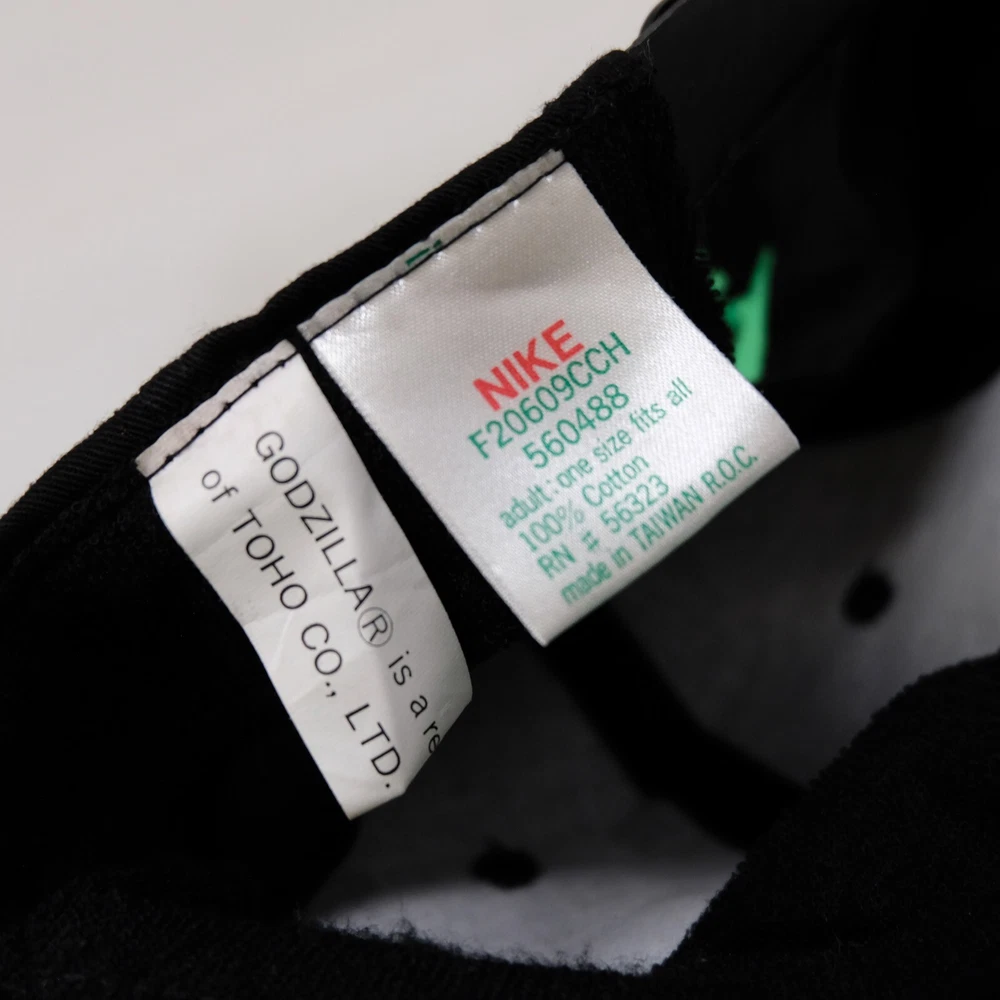 GODZILLA® is a re
of TOHO CO., LTD.
NIKE
F20609CCH
560488
adult: one size fits all
100% Cotton
RN # 56323
made in TAIWAN R.O.C.